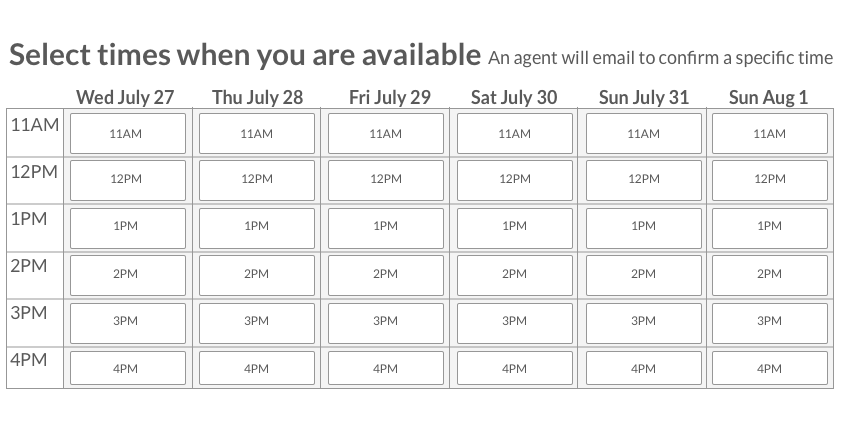 Select times when you are available An agent will email to confirm a specific time
Wed July 27 Thu July 28 Fri July 29 Sat July 30 Sun July 31 Sun Aug 1
11AM 11AM 11AM 11AM 11AM 11AM 11AM
12PM 12PM 12PM 12PM 12PM 12PM 12PM
1PM 1PM 1PM 1PM 1PM 1PM 1PM
2PM 2PM 2PM 2PM 2PM 2PM 2PM
3PM 3PM 3PM 3PM 3PM 3PM 3PM
4PM 4PM 4PM 4PM 4PM 4PM 4PM